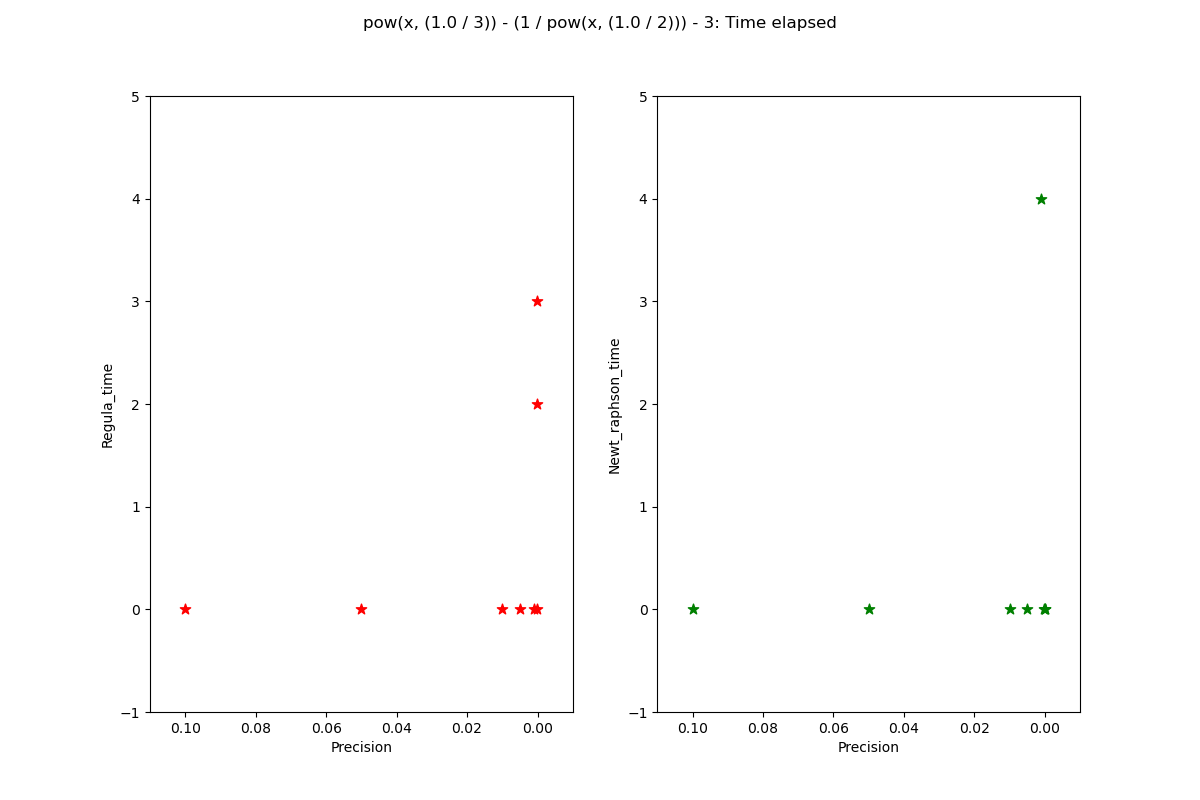 pow(x, (1.0 / 3)) - (1 / pow(x, (1.0 / 2))) - 3: Time elapsed
5
4
3
2
1
0
−1
Regula_time
0.10 0.08 0.06 0.04 0.02 0.00
Precision
5
4
3
2
1
0
−1
Newt_raphson_time
0.10 0.08 0.06 0.04 0.02 0.00
Precision